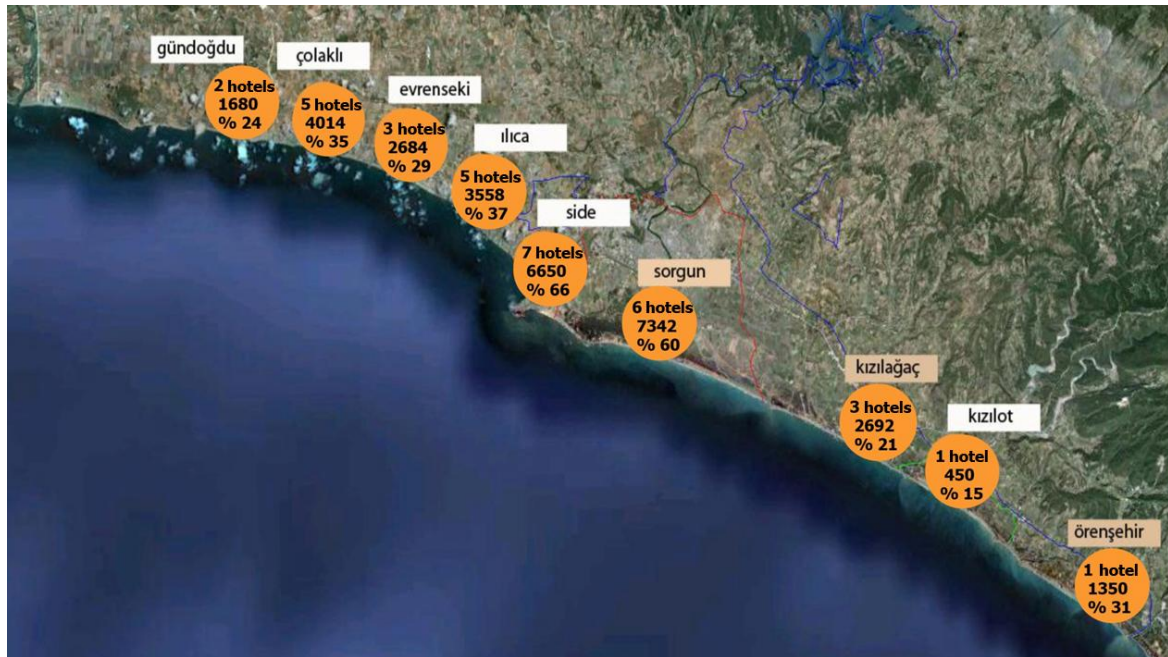 gündoğdu
2 hotels
1680
% 24
çolaklı
5 hotels
4014
% 35
evrenseki
3 hotels
2684
% 29
ılıca
5 hotels
3558
% 37
side
7 hotels
6650
% 66
sorgun
6 hotels
7342
% 60
kızılağaç
3 hotels
2692
% 21
kızılot
1 hotel
450
% 15
örenşehir
1 hotel
1350
% 31